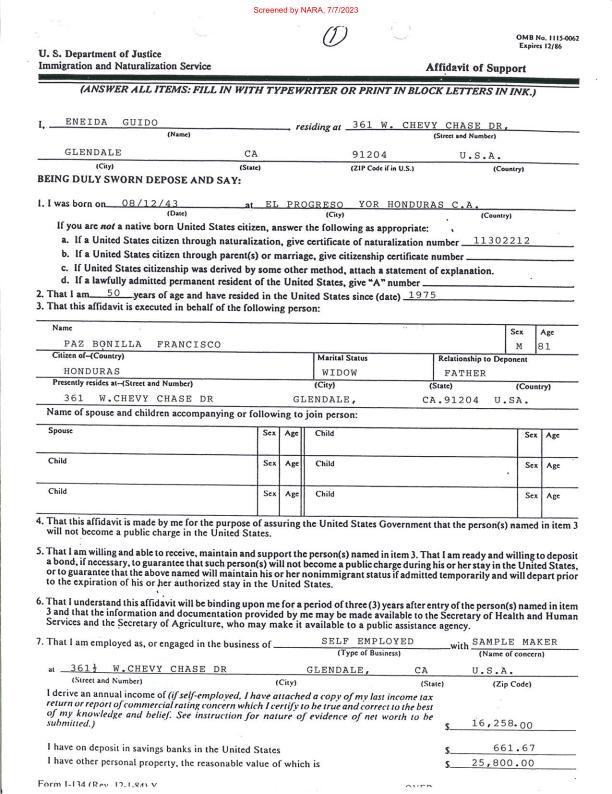 Screened by NARA, 7/7/2023
1
OMB No. 1115-0062
Expires 12/86
U. S. Department of Justice
Immigration and Naturalization Service
Affidavit of Support
(ANSWER ALL ITEMS: FILL IN WITH TYPEWRITER OR PRINT IN BLOCK LETTERS IN INK.)
I, ENEIDA GUIDO residing at 361 W. CHEVY CHASE DR,
(Name) (Street and Number)
GLENDALE CA 91204 U.S.A.
(City) (State) (ZIP Code if in U.S.) (Country)
BEING DULY SWORN DEPOSE AND SAY:
1. I was born on 08/12/43 at EL PROGRESO YOR HONDURAS C.A.
(Date) (City) (Country)
If you are not a native born United States citizen, answer the following as appropriate:
a. If a United States citizen through naturalization, give certificate of naturalization number 11302212
b. If a United States citizen through parent(s) or marriage, give citizenship certificate number
c. If United States citizenship was derived by some other method, attach a statement of explanation.
d. If a lawfully admitted permanent resident of the United States, give "A" number
2. That I am 50 years of age and have resided in the United States since (date) 1975
3. That this affidavit is executed in behalf of the following person:
Name Sex Age
PAZ BONILLA FRANCISCO M 81
Citizen of–(Country) Marital Status Relationship to Deponent
HONDURAS WIDOW FATHER
Presently resides at–(Street and Number) (City) (State) (Country)
361 W.CHEVY CHASE DR GLENDALE, CA.91204 U.SA.
Name of spouse and children accompanying or following to join person:
Spouse Sex Age Child Sex Age
Child Sex Age Child Sex Age
Child Sex Age Child Sex Age
4. That this affidavit is made by me for the purpose of assuring the United States Government that the person(s) named in item 3
will not become a public charge in the United States.
5. That I am willing and able to receive, maintain and support the person(s) named in item 3. That I am ready and willing to deposit
a bond, if necessary, to guarantee that such person(s) will not become a public charge during his or her stay in the United States,
or to guarantee that the above named will maintain his or her nonimmigrant status if admitted temporarily and will depart prior
to the expiration of his or her authorized stay in the United States.
6. That I understand this affidavit will be binding upon me for a period of three (3) years after entry of the person(s) named in item
3 and that the information and documentation provided by me may be made available to the Secretary of Health and Human
Services and the Secretary of Agriculture, who may make it available to a public assistance agency.
7. That I am employed as, or engaged in the business of SELF EMPLOYED with SAMPLE MAKER
(Type of Business) (Name of concern)
at 361½ W.CHEVY CHASE DR GLENDALE, CA U.S.A.
(Street and Number) (City) (State) (Zip Code)
I derive an annual income of (if self-employed, I have attached a copy of my last income tax
return or report of commercial rating concern which I certify to be true and correct to the best
of my knowledge and belief. See instruction for nature of evidence of net worth to be
submitted.) $ 16,258.00
I have on deposit in savings banks in the United States $ 661.67
I have other personal property, the reasonable value of which is $ 25,800.00
Form I-134 (Rev. 12-1-84) Y OVER